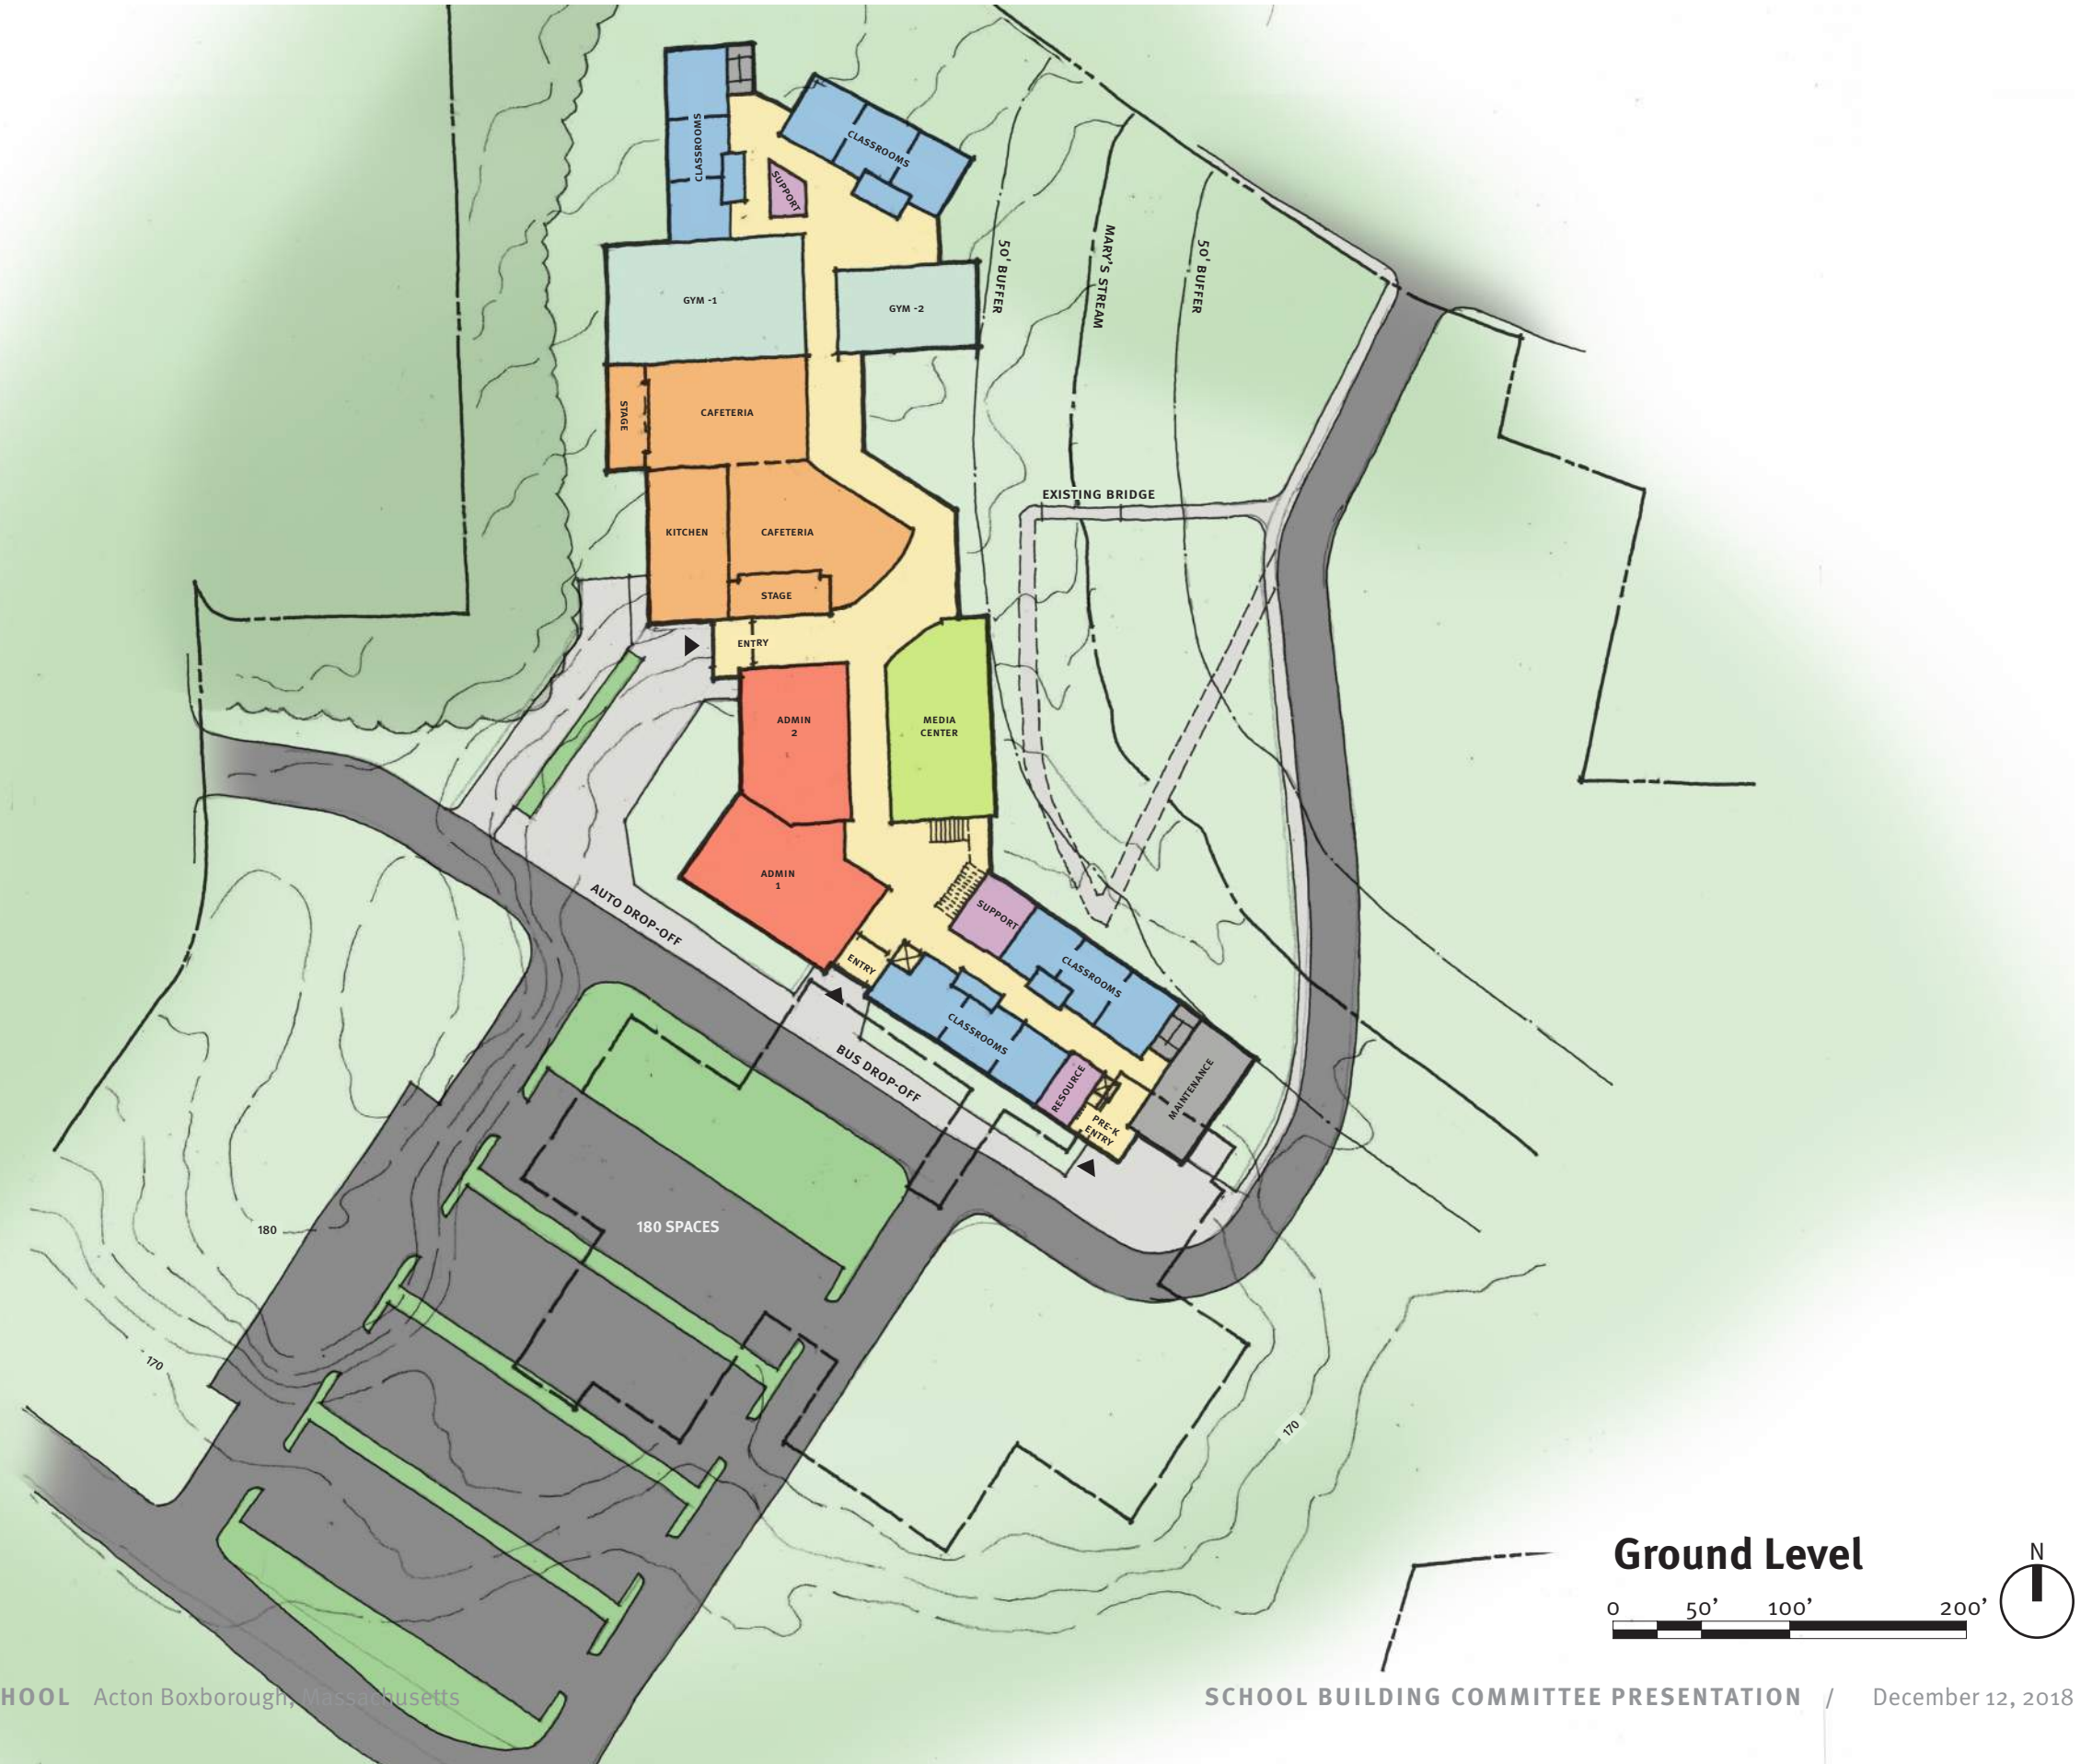 CLASSROOMS
CLASSROOMS
SUPPORT
GYM -1
GYM -2
50' BUFFER
MARY'S STREAM
50' BUFFER
STAGE
CAFETERIA
EXISTING BRIDGE
KITCHEN
CAFETERIA
STAGE
ENTRY
ADMIN
2
MEDIA
CENTER
ADMIN
1
AUTO DROP-OFF
SUPPORT
ENTRY
CLASSROOMS
CLASSROOMS
BUS DROP-OFF
RESOURCE
MAINTENANCE
PRE-K
ENTRY
180 SPACES
180
170
170
Ground Level
N
0 50’ 100’ 200’
HOOL Acton Boxborough, Massachusetts
SCHOOL BUILDING COMMITTEE PRESENTATION / December 12, 2018